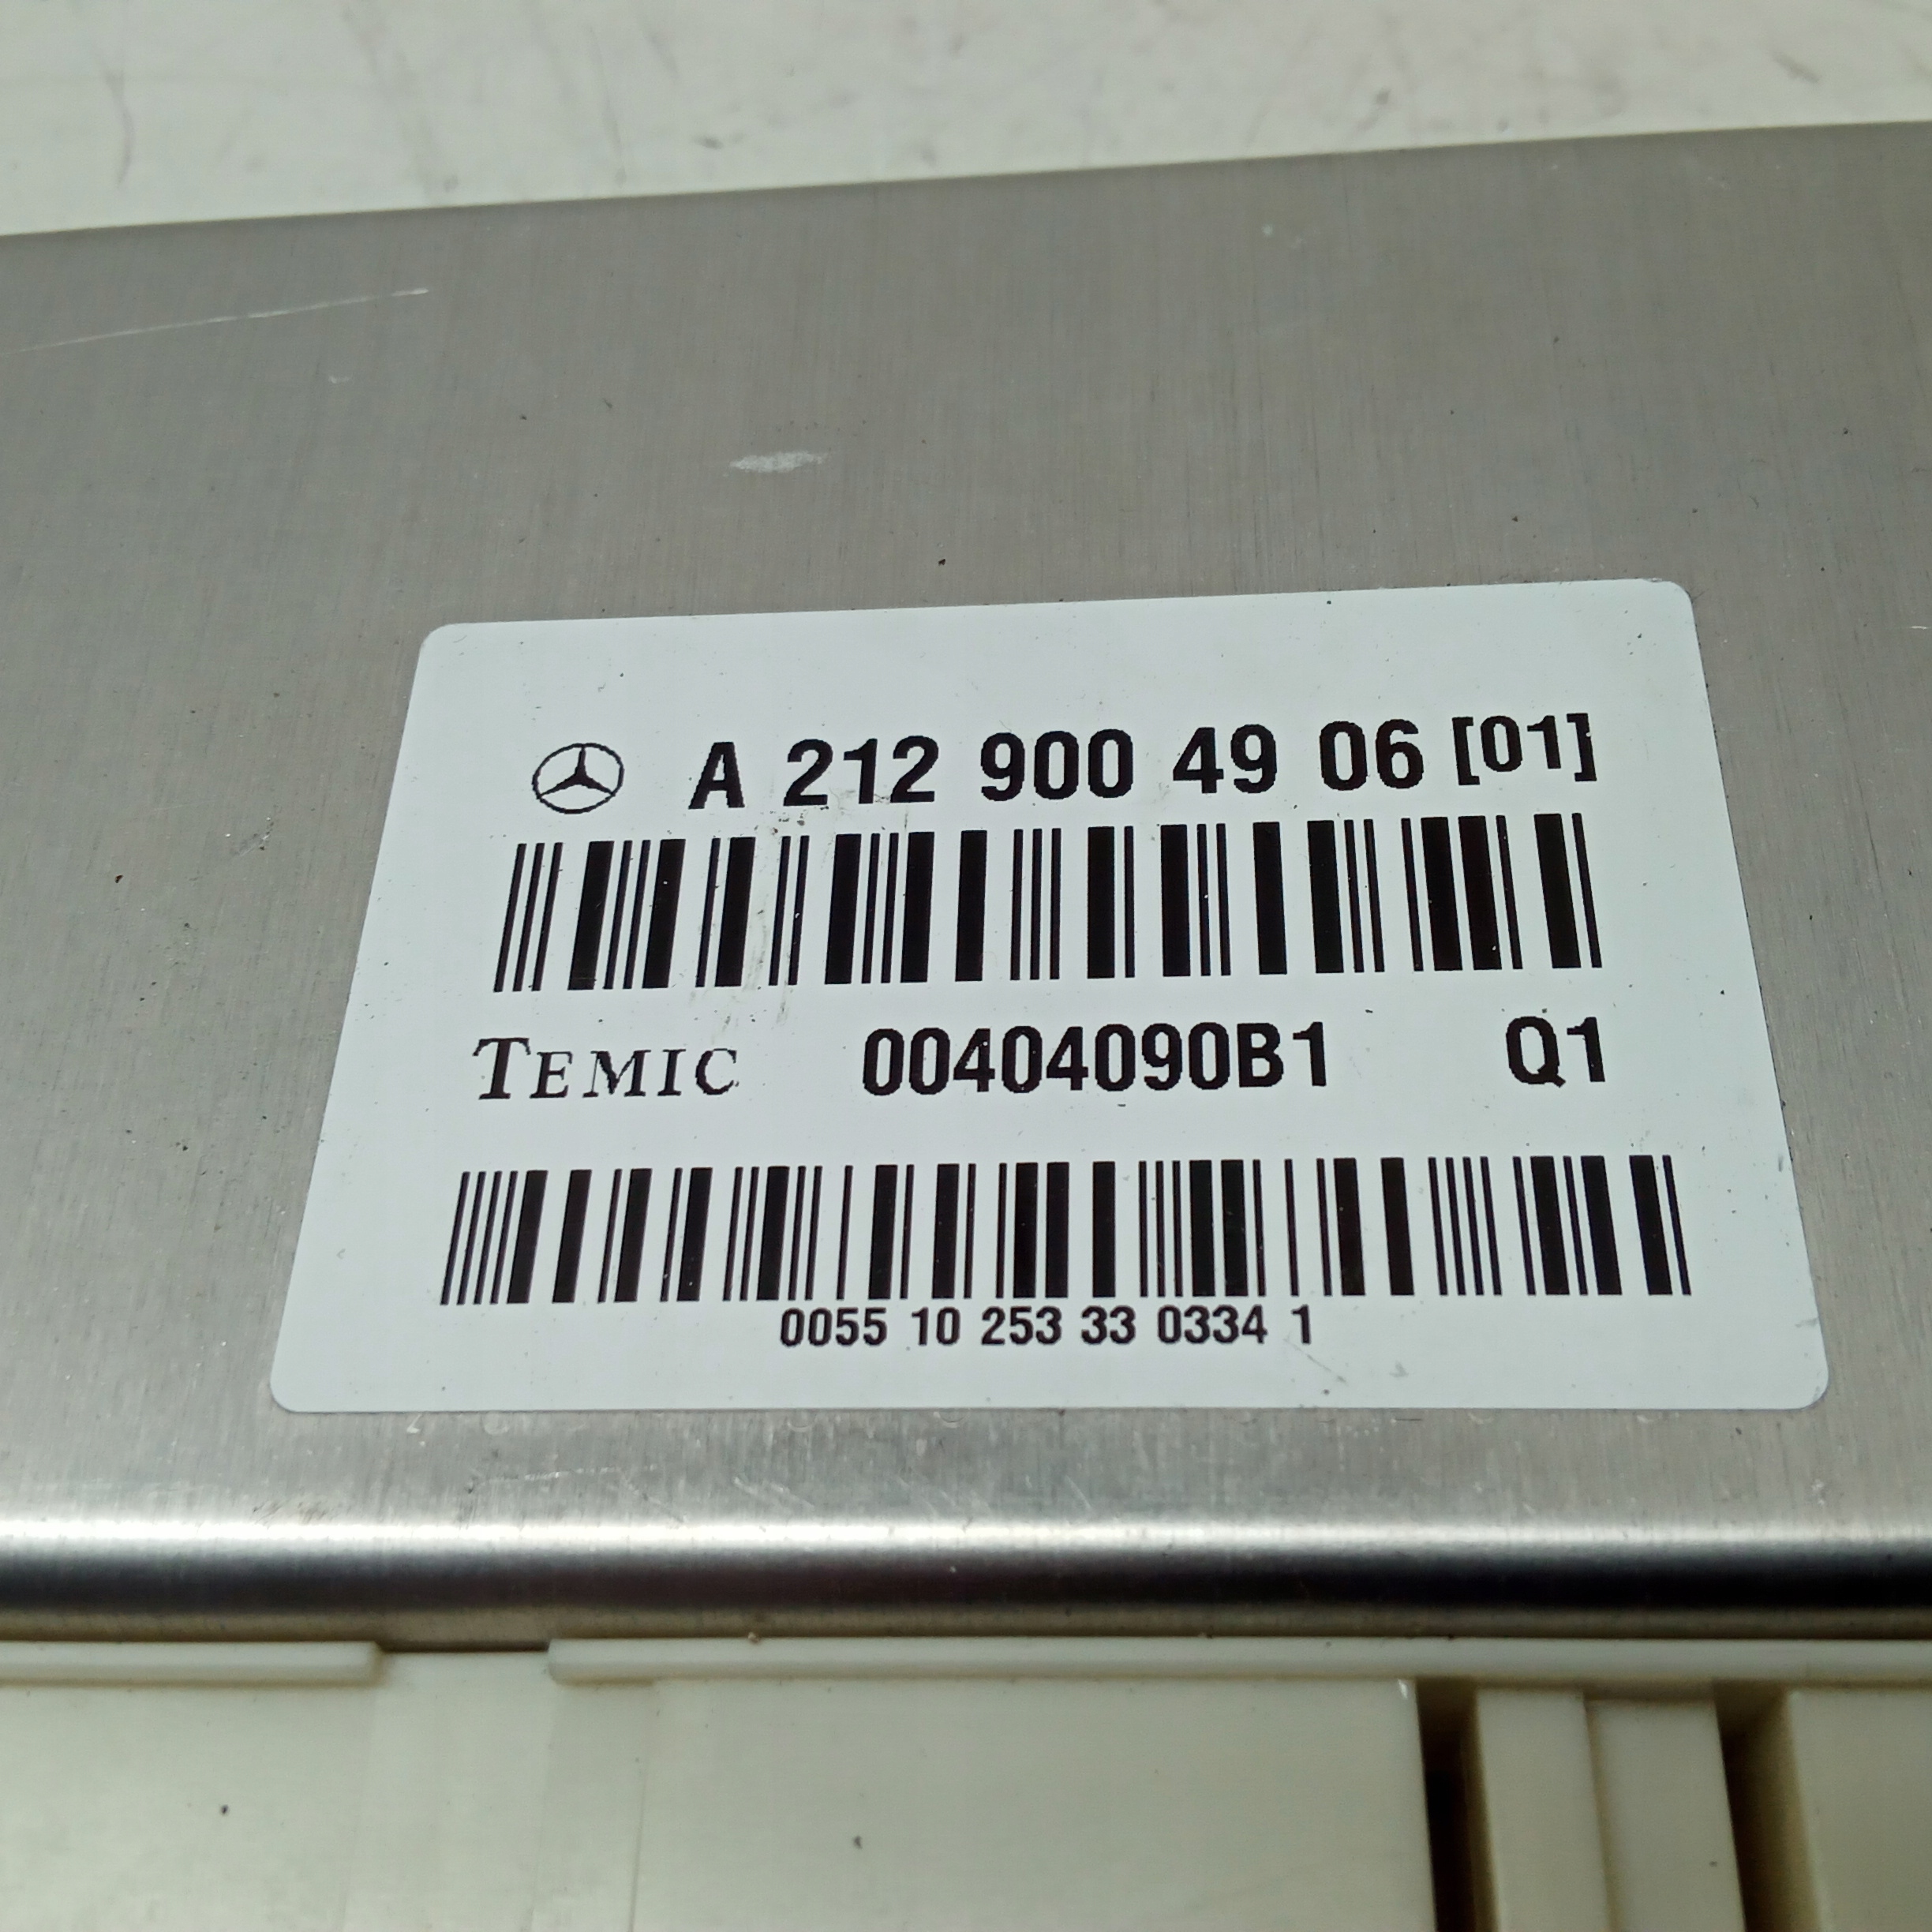 A 212 900 49 06 [01]
TEMIC 00404090B1 Q1
0055 10 253 33 0334 1